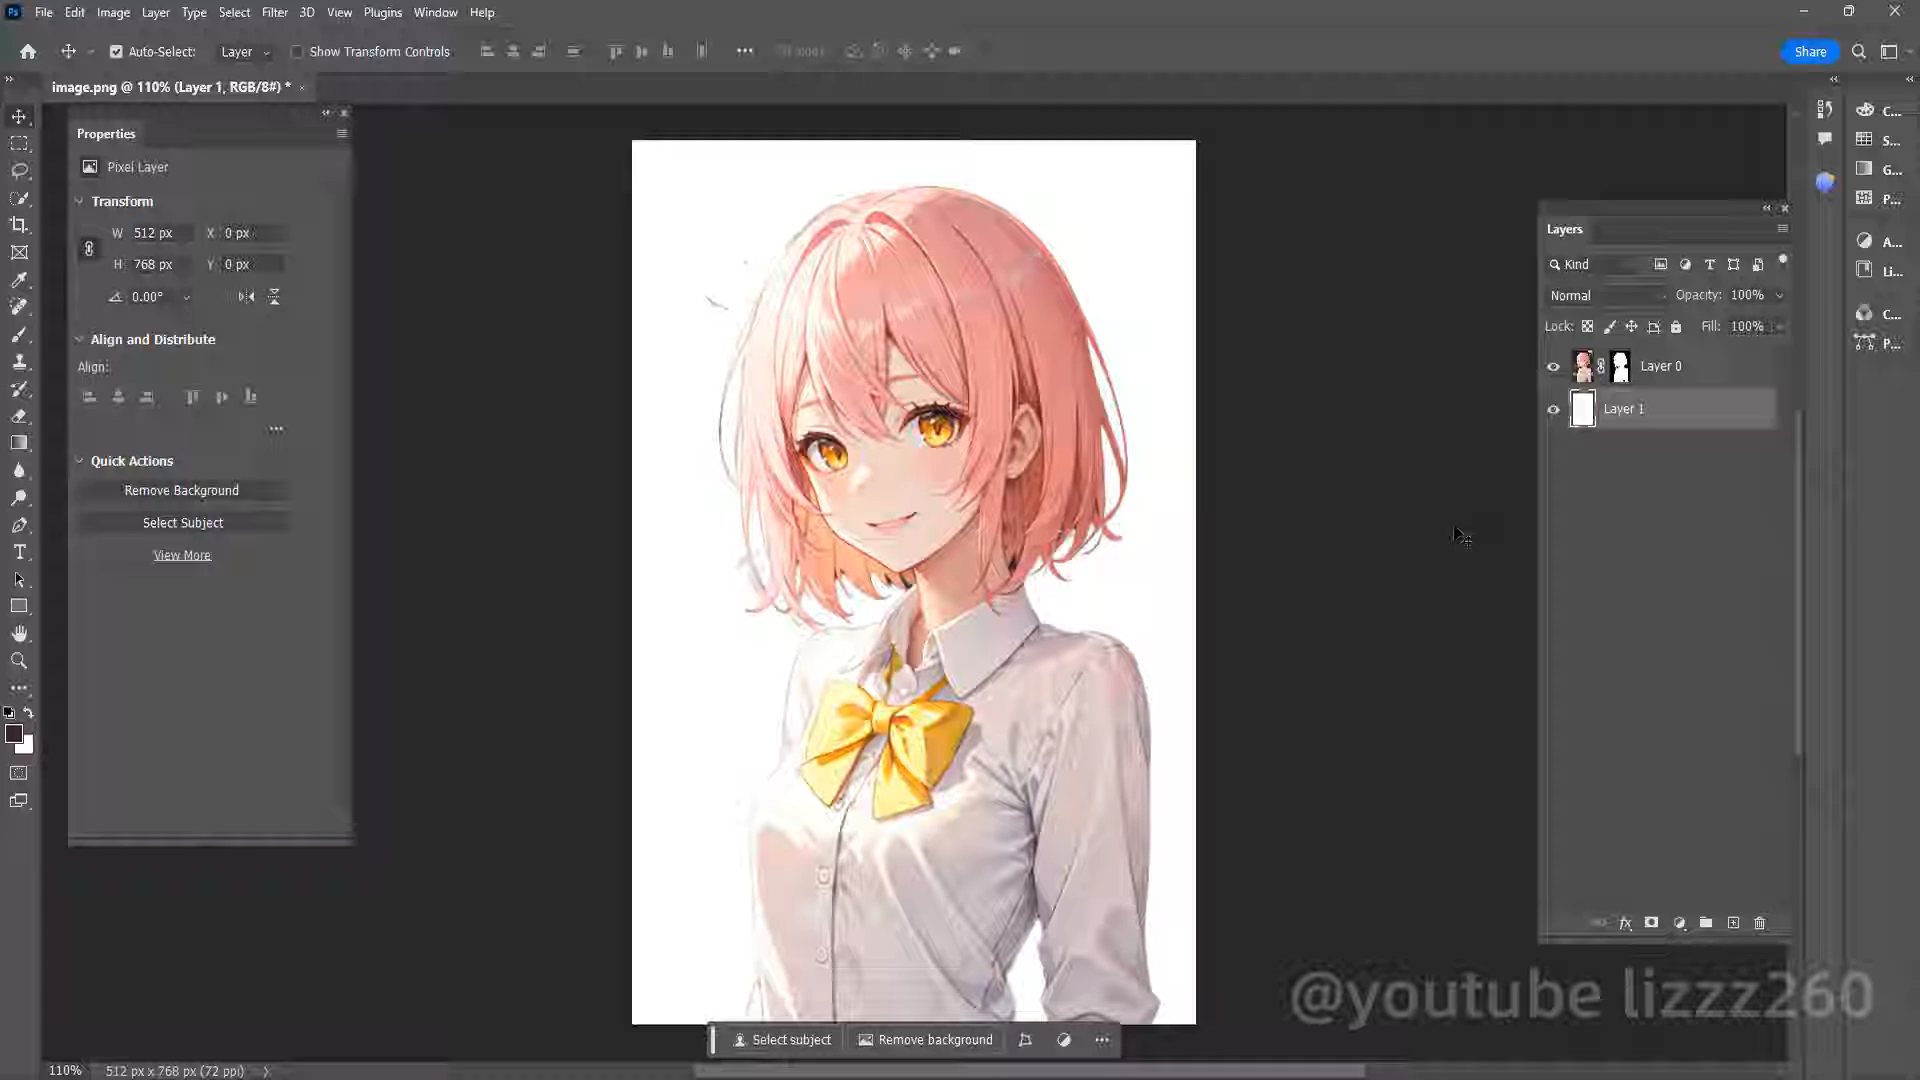 Ps File Edit Image Layer Type Select Filter 3D View Plugins Window Help
Auto-Select: Layer Show Transform Controls ••• Share
image.png @ 110% (Layer 1, RGB/8#) *
Properties
Pixel Layer
Transform
W 512 px X 0 px
H 768 px Y 0 px
0.00°
Align and Distribute
Align:
•••
Quick Actions
Remove Background
Select Subject
View More
C...
S...
G...
P...
A...
Li...
C...
P...
Layers
Kind
Normal Opacity: 100%
Lock: Fill: 100%
Layer 0
Layer 1
fx
@youtube lizzz260
Select subject Remove background •••
110% 512 px x 768 px (72 ppi)